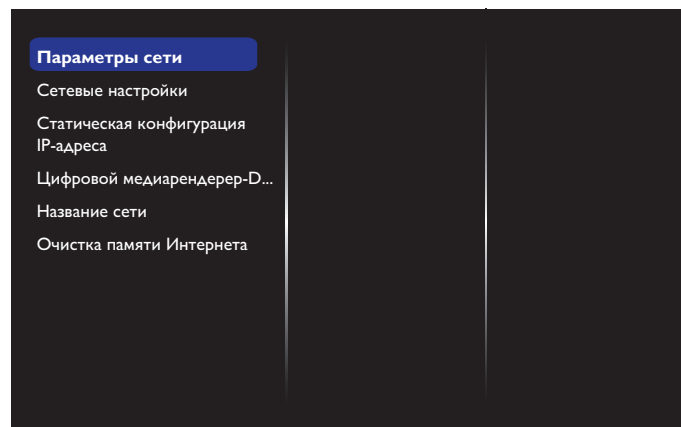 Параметры сети
Сетевые настройки
Статическая конфигурация
IP-адреса
Цифровой медиарендерер-D...
Название сети
Очистка памяти Интернета